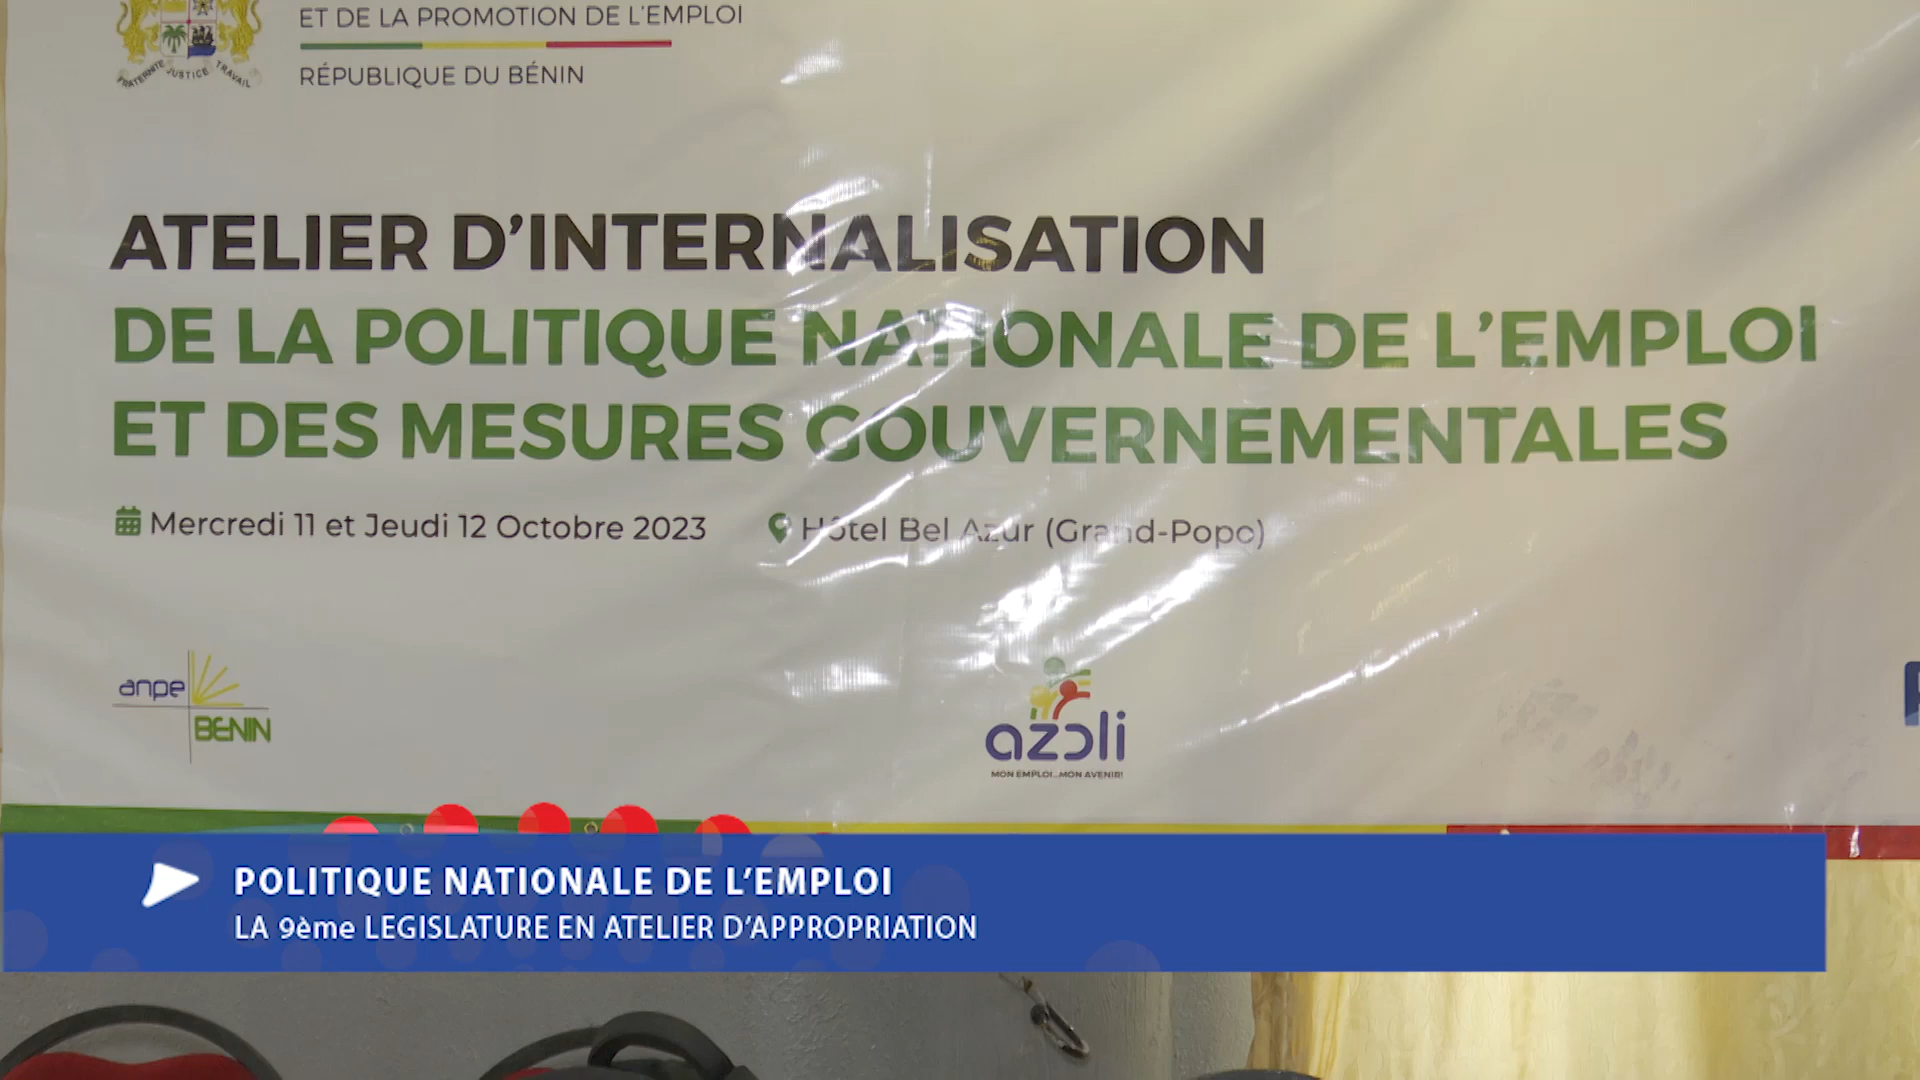 ET DE LA PROMOTION DE L'EMPLOI
FRATERNITE JUSTICE TRAVAIL
RÉPUBLIQUE DU BÉNIN
ATELIER D'INTERNALISATION
DE LA POLITIQUE NATIONALE DE L'EMPLOI
ET DES MESURES GOUVERNEMENTALES
Mercredi 11 et Jeudi 12 Octobre 2023
Hôtel Bel Azur (Grand-Popo)
anpe
BENIN
azɔli
MON EMPLOI...MON AVENIR!
POLITIQUE NATIONALE DE L'EMPLOI
LA 9ème LEGISLATURE EN ATELIER D'APPROPRIATION